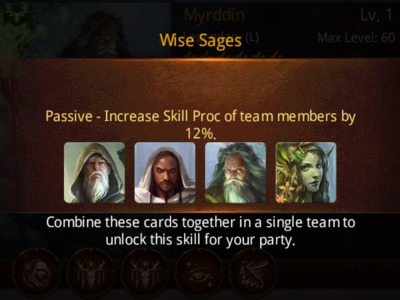 Myrddin
Lv. 1
Wise Sages
(L)
Max Level: 60
Passive - Increase Skill Proc of team members by
12%.
Combine these cards together in a single team to
unlock this skill for your party.